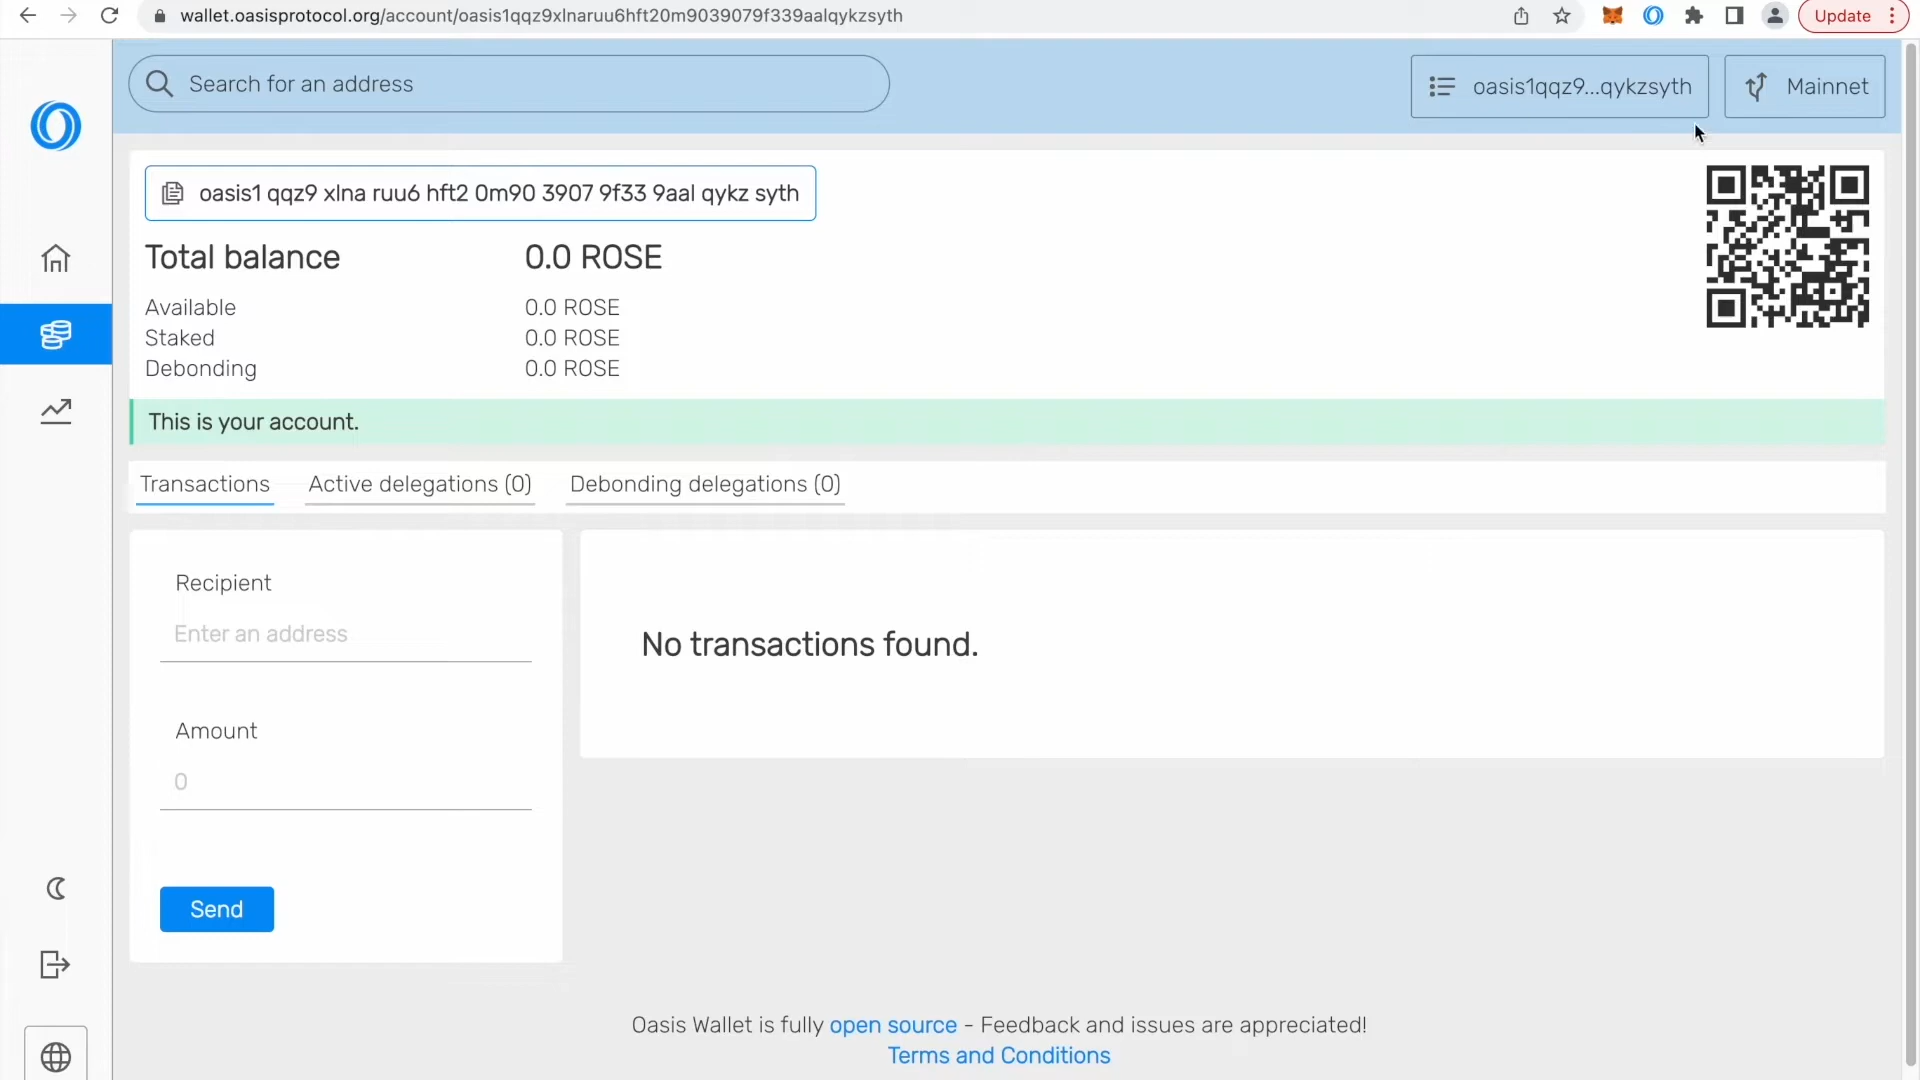 wallet.oasisprotocol.org/account/oasis1qqz9xlnaruu6hft20m9039079f339aalqykzsyth
Update
Search for an address
oasis1qqz9...qykzsyth
Mainnet
oasis1 qqz9 xlna ruu6 hft2 0m90 3907 9f33 9aal qykz syth
Total balance 0.0 ROSE
Available 0.0 ROSE
Staked 0.0 ROSE
Debonding 0.0 ROSE
This is your account.
Transactions Active delegations (0) Debonding delegations (0)
Recipient
Enter an address
Amount
0
Send
No transactions found.
Oasis Wallet is fully open source - Feedback and issues are appreciated!
Terms and Conditions